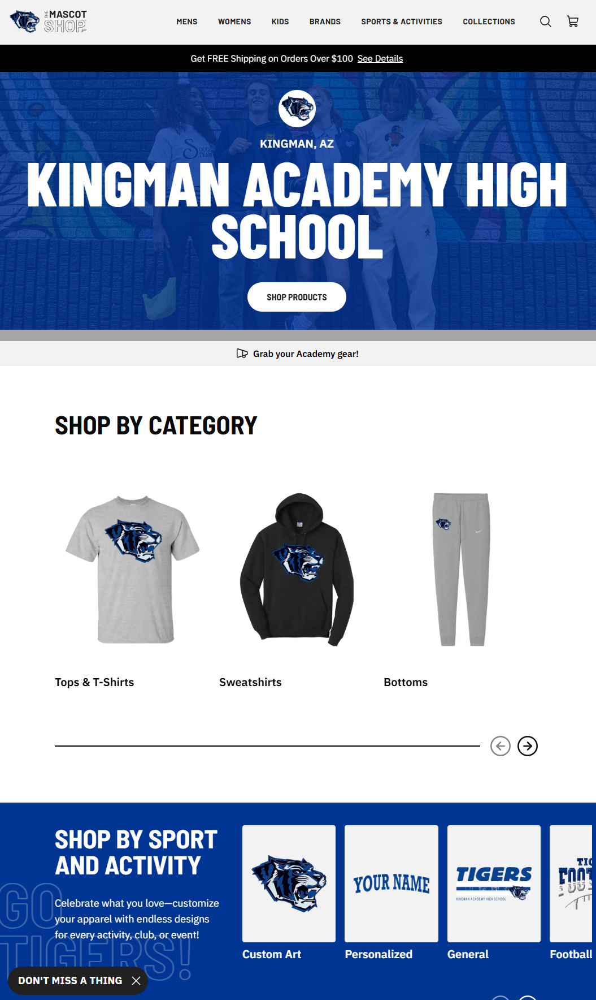 THE MASCOT
SHOP
MENS
WOMENS
KIDS
BRANDS
SPORTS & ACTIVITIES
COLLECTIONS
Get FREE Shipping on Orders Over $100 See Details
KINGMAN, AZ
KINGMAN ACADEMY HIGH
SCHOOL
SHOP PRODUCTS
Grab your Academy gear!
SHOP BY CATEGORY
Tops & T-Shirts
Sweatshirts
Bottoms
SHOP BY SPORT
AND ACTIVITY
Celebrate what you love—customize
your apparel with endless designs
for every activity, club, or event!
GO
TIGERS!
YOUR NAME
TIGERS
KINGMAN ACADEMY HIGH SCHOOL
Custom Art
Personalized
General
Football
DON'T MISS A THING